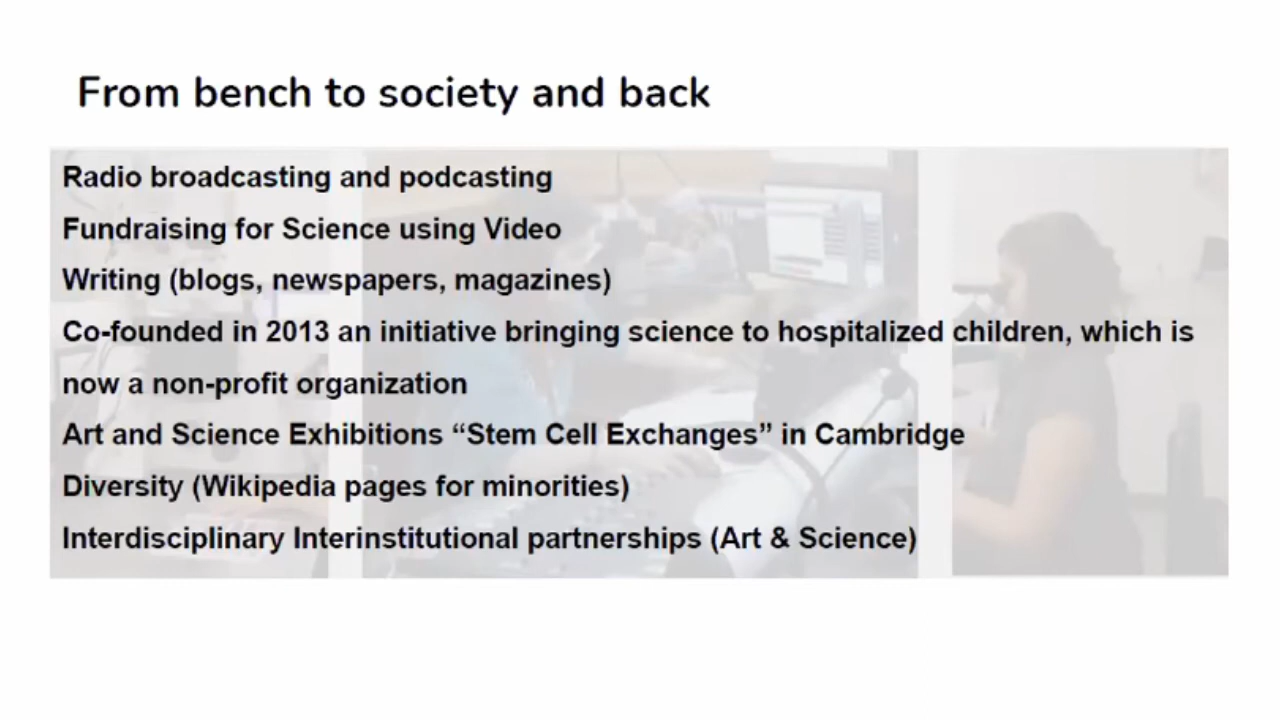 From bench to society and back
Radio broadcasting and podcasting
Fundraising for Science using Video
Writing (blogs, newspapers, magazines)
Co-founded in 2013 an initiative bringing science to hospitalized children, which is
now a non-profit organization
Art and Science Exhibitions “Stem Cell Exchanges” in Cambridge
Diversity (Wikipedia pages for minorities)
Interdisciplinary Interinstitutional partnerships (Art & Science)